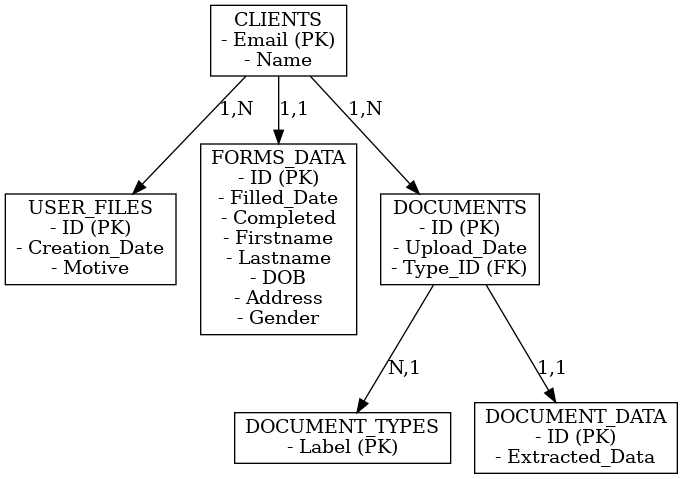 CLIENTS
- Email (PK)
- Name
1,N
1,1
1,N
USER_FILES
- ID (PK)
- Creation_Date
- Motive
FORMS_DATA
- ID (PK)
- Filled_Date
- Completed
- Firstname
- Lastname
- DOB
- Address
- Gender
DOCUMENTS
- ID (PK)
- Upload_Date
- Type_ID (FK)
N,1
1,1
DOCUMENT_TYPES
- Label (PK)
DOCUMENT_DATA
- ID (PK)
- Extracted_Data